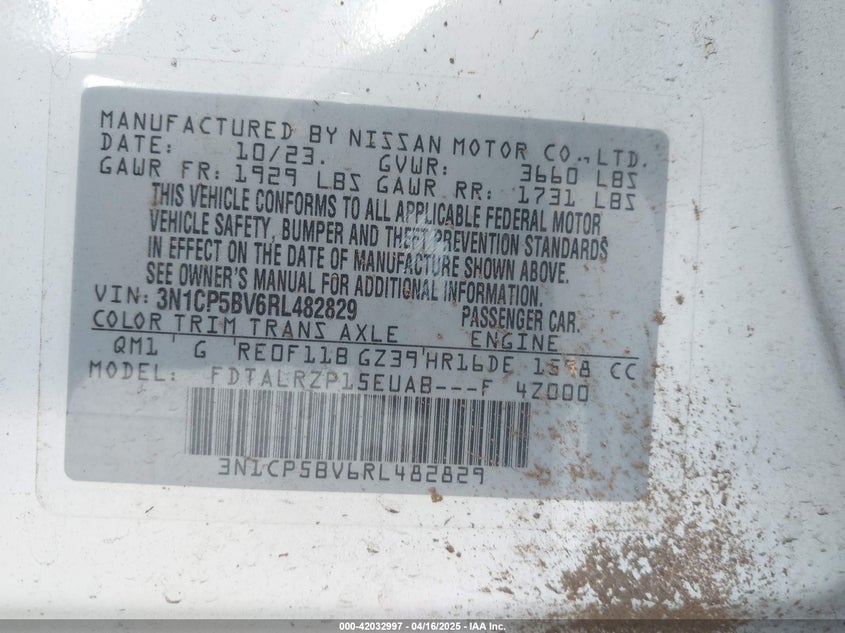 MANUFACTURED BY NISSAN MOTOR CO., LTD.
DATE: 10/23. GVWR: 3660 LBS
GAWR FR: 1929 LBS GAWR RR: 1731 LBS
THIS VEHICLE CONFORMS TO ALL APPLICABLE FEDERAL MOTOR
VEHICLE SAFETY, BUMPER AND THEFT PREVENTION STANDARDS
IN EFFECT ON THE DATE OF MANUFACTURE SHOWN ABOVE.
SEE OWNER'S MANUAL FOR ADDITIONAL INFORMATION.
VIN: 3N1CP5BV6RL482829 PASSENGER CAR.
COLOR TRIM TRANS AXLE ENGINE
QM1 G RE0F11B GZ39 HR16DE 1598 CC
MODEL FDTALRZP15EUAB---F 4Z000
3N1CP5BV6RL482829
000-42032997 - 04/16/2025 - IAA Inc.